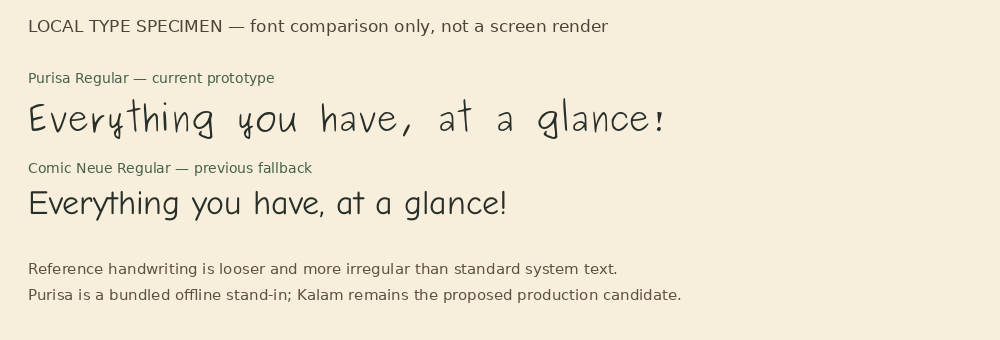 LOCAL TYPE SPECIMEN — font comparison only, not a screen render
Purisa Regular — current prototype
Everything you have, at a glance!
Comic Neue Regular — previous fallback
Everything you have, at a glance!
Reference handwriting is looser and more irregular than standard system text.
Purisa is a bundled offline stand-in; Kalam remains the proposed production candidate.